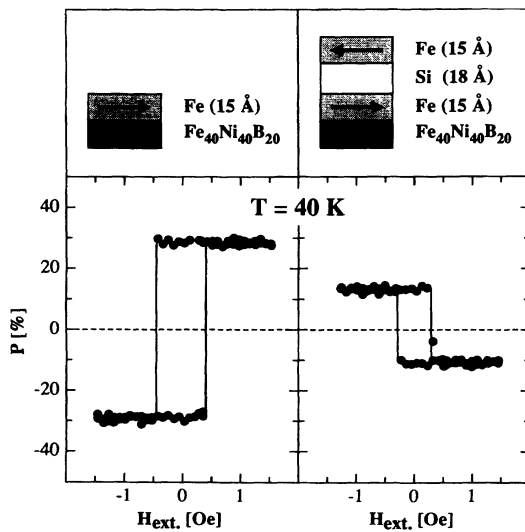 Fe (15 Å)
Fe40Ni40B20
Fe (15 Å)
Si (18 Å)
Fe (15 Å)
Fe40Ni40B20
T = 40 K
P [%]
40
20
0
-20
-40
-1 0 1
-1 0 1
Hext. [Oe]
Hext. [Oe]